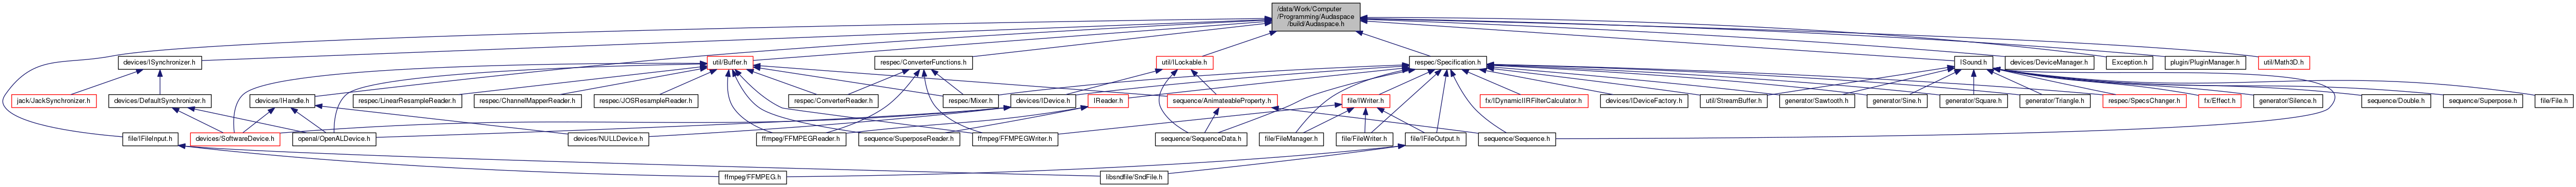 /data/Work/Computer
/Programming/Audaspace
/build/Audaspace.h
devices/ISynchronizer.h
util/Buffer.h
respec/ConverterFunctions.h
util/ILockable.h
respec/Specification.h
ISound.h
devices/DeviceManager.h
Exception.h
plugin/PluginManager.h
util/Math3D.h
jack/JackSynchronizer.h
devices/DefaultSynchronizer.h
devices/IHandle.h
respec/LinearResampleReader.h
respec/ChannelMapperReader.h
respec/JOSResampleReader.h
respec/ConverterReader.h
respec/Mixer.h
devices/IDevice.h
IReader.h
sequence/AnimateableProperty.h
file/IWriter.h
fx/IDynamicIIRFilterCalculator.h
devices/IDeviceFactory.h
util/StreamBuffer.h
generator/Sawtooth.h
generator/Sine.h
generator/Square.h
generator/Triangle.h
respec/SpecsChanger.h
fx/Effect.h
generator/Silence.h
sequence/Double.h
sequence/Superpose.h
file/File.h
file/IFileInput.h
devices/SoftwareDevice.h
openal/OpenALDevice.h
devices/NULLDevice.h
ffmpeg/FFMPEGReader.h
sequence/SuperposeReader.h
ffmpeg/FFMPEGWriter.h
sequence/SequenceData.h
file/FileManager.h
file/FileWriter.h
file/IFileOutput.h
sequence/Sequence.h
ffmpeg/FFMPEG.h
libsndfile/SndFile.h